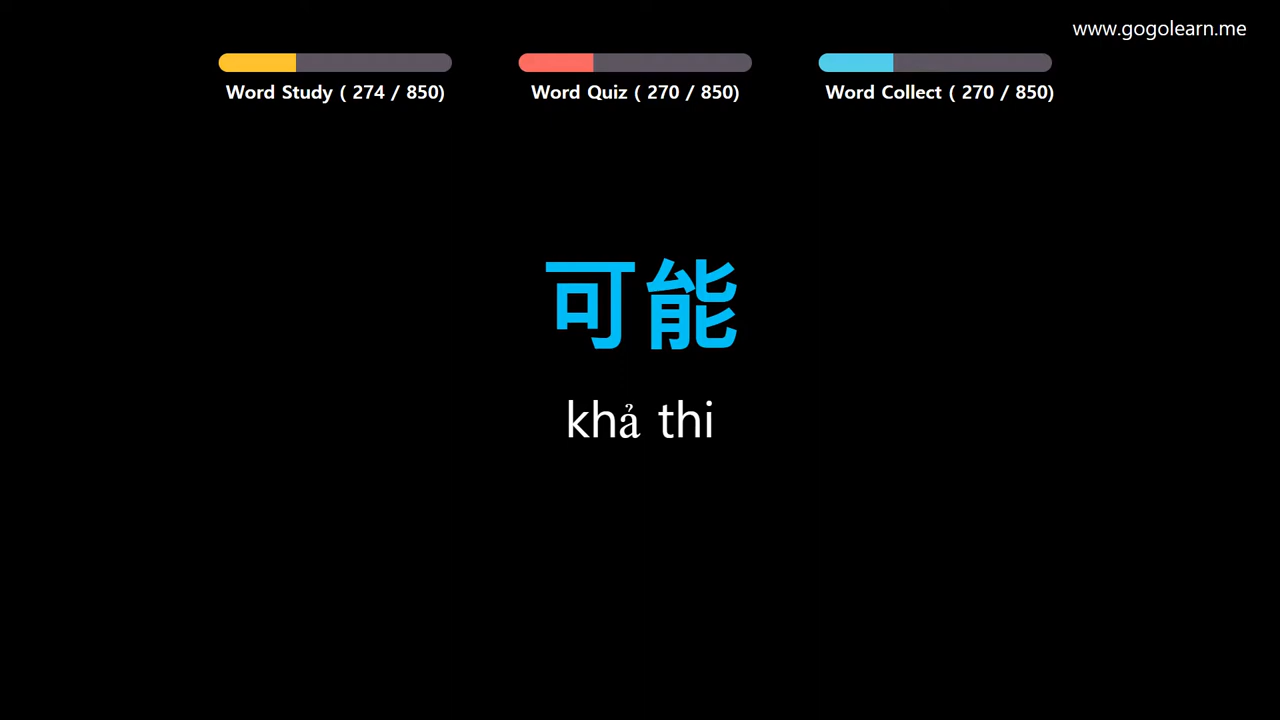 www.gogolearn.me
Word Study ( 274 / 850)
Word Quiz ( 270 / 850)
Word Collect ( 270 / 850)
可能
khả thi